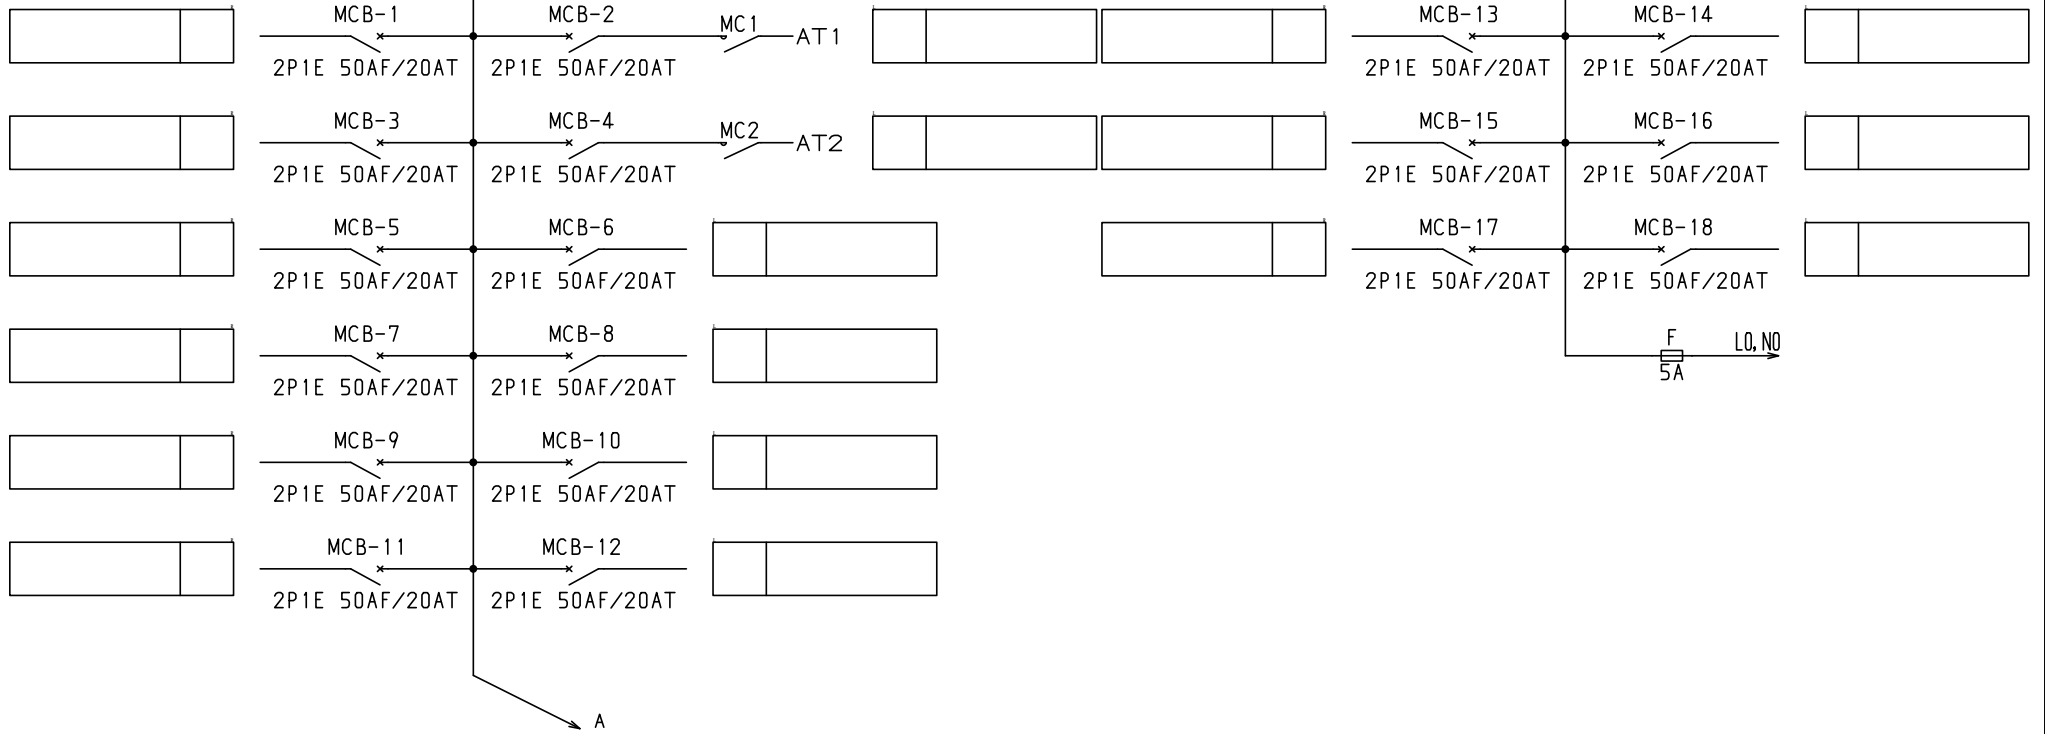 MCB-1 MCB-2 MC1 AT1
2P1E 50AF/20AT 2P1E 50AF/20AT
MCB-3 MCB-4 MC2 AT2
2P1E 50AF/20AT 2P1E 50AF/20AT
MCB-5 MCB-6
2P1E 50AF/20AT 2P1E 50AF/20AT
MCB-7 MCB-8
2P1E 50AF/20AT 2P1E 50AF/20AT
MCB-9 MCB-10
2P1E 50AF/20AT 2P1E 50AF/20AT
MCB-11 MCB-12
2P1E 50AF/20AT 2P1E 50AF/20AT
A
MCB-13 MCB-14
2P1E 50AF/20AT 2P1E 50AF/20AT
MCB-15 MCB-16
2P1E 50AF/20AT 2P1E 50AF/20AT
MCB-17 MCB-18
2P1E 50AF/20AT 2P1E 50AF/20AT
F L0,N0
5A